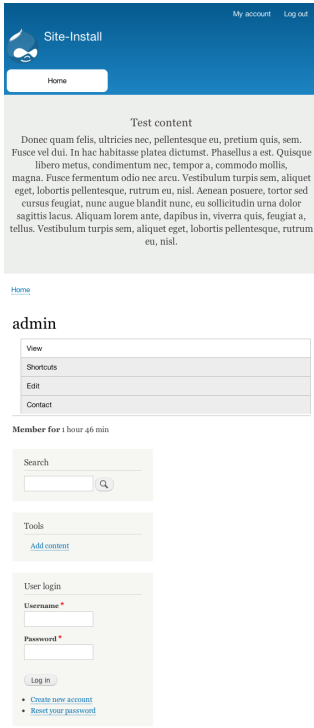 My account Log out
Site-Install
Home
Test content
Donec quam felis, ultricies nec, pellentesque eu, pretium quis, sem.
Fusce vel dui. In hac habitasse platea dictumst. Phasellus a est. Quisque
libero metus, condimentum nec, tempor a, commodo mollis,
magna. Fusce fermentum odio nec arcu. Vestibulum turpis sem, aliquet
eget, lobortis pellentesque, rutrum eu, nisl. Aenean posuere, tortor sed
cursus feugiat, nunc augue blandit nunc, eu sollicitudin urna dolor
sagittis lacus. Aliquam lorem ante, dapibus in, viverra quis, feugiat a,
tellus. Vestibulum turpis sem, aliquet eget, lobortis pellentesque, rutrum
eu, nisl.
Home
admin
View
Shortcuts
Edit
Contact
Member for 1 hour 46 min
Search
Tools
Add content
User login
Username *
Password *
Log in
Create new account
Reset your password